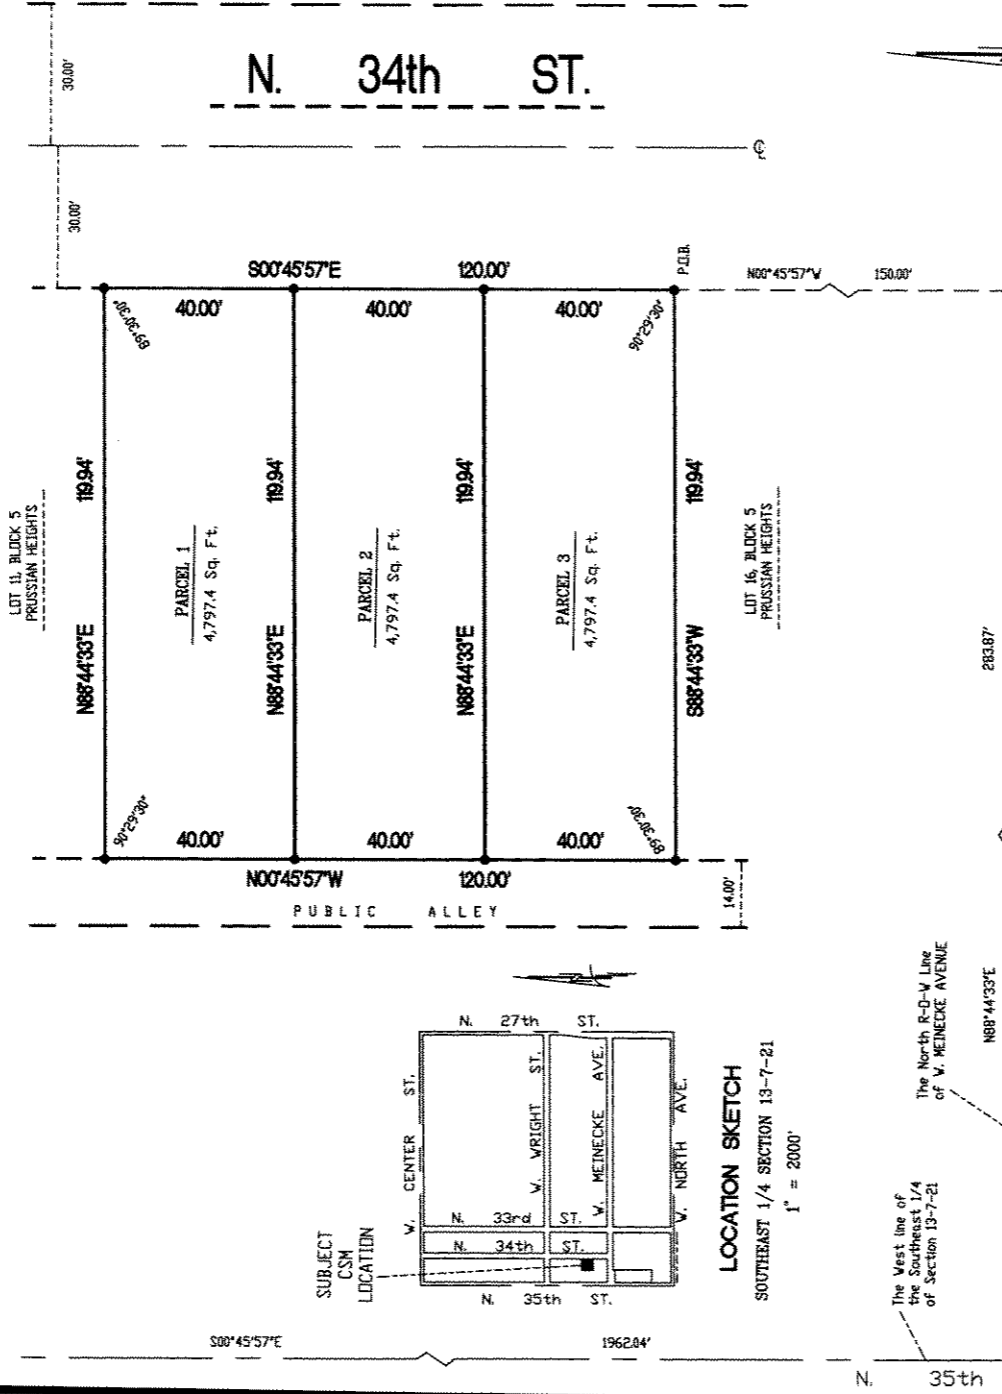 30.00'
N. 34th ST.
30.00'
S00°45'57"E 120.00'
P.O.B.
N00°45'57"W 150.00'
40.00' 40.00' 40.00'
89°30'30" 90°29'30"
LOT 11, BLOCK 5
PRUSSIAN HEIGHTS
N88°44'33"E 119.94'
PARCEL 1
4,797.4 Sq. Ft.
N88°44'33"E 119.94'
PARCEL 2
4,797.4 Sq. Ft.
N88°44'33"E 119.94'
PARCEL 3
4,797.4 Sq. Ft.
S88°44'33"W 119.94'
LOT 16, BLOCK 5
PRUSSIAN HEIGHTS
283.87'
90°29'30" 89°30'30"
40.00' 40.00' 40.00'
N00°45'57"W 120.00'
14.00'
PUBLIC ALLEY
The North R-O-W Line
of W. MEINECKE AVENUE
N88°44'33"E
N. 27th ST.
W. CENTER ST.
W. WRIGHT ST.
W. MEINECKE AVE.
W. NORTH AVE.
N. 33rd ST.
N. 34th ST.
N. 35th ST.
SUBJECT
CSM
LOCATION
LOCATION SKETCH
SOUTHEAST 1/4 SECTION 13-7-21
1" = 2000'
The West line of
the Southeast 1/4
of Section 13-7-21
S00°45'57"E 1962.04'
N. 35th